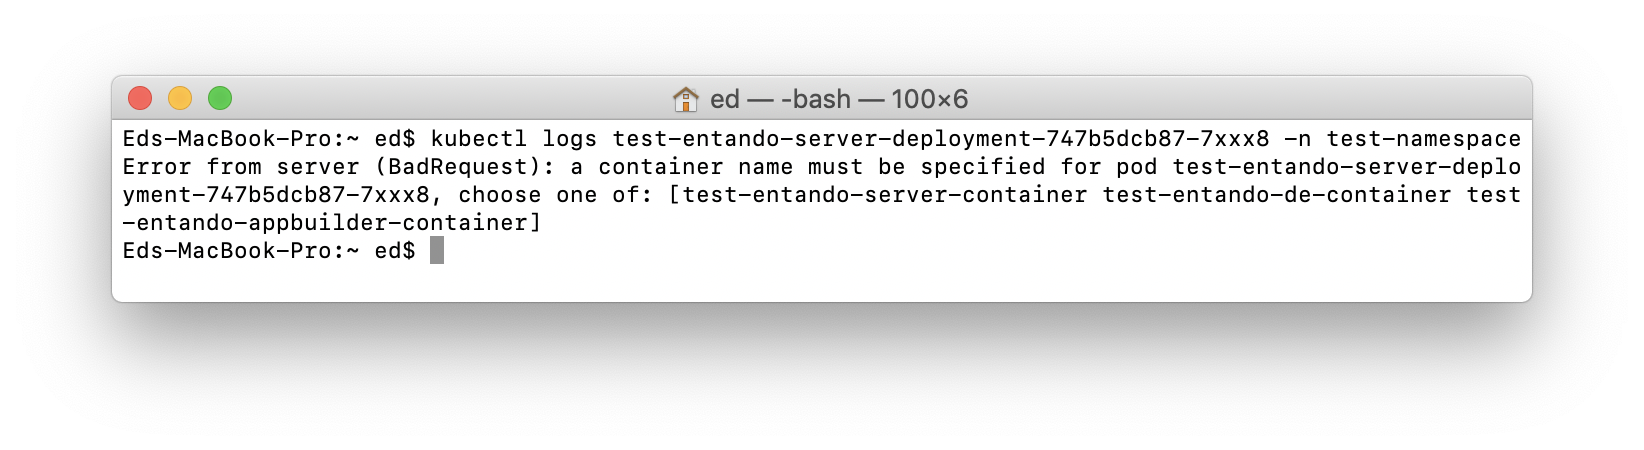 ed — -bash — 100×6
Eds-MacBook-Pro:~ ed$ kubectl logs test-entando-server-deployment-747b5dcb87-7xxx8 -n test-namespace
Error from server (BadRequest): a container name must be specified for pod test-entando-server-deplo
yment-747b5dcb87-7xxx8, choose one of: [test-entando-server-container test-entando-de-container test
-entando-appbuilder-container]
Eds-MacBook-Pro:~ ed$